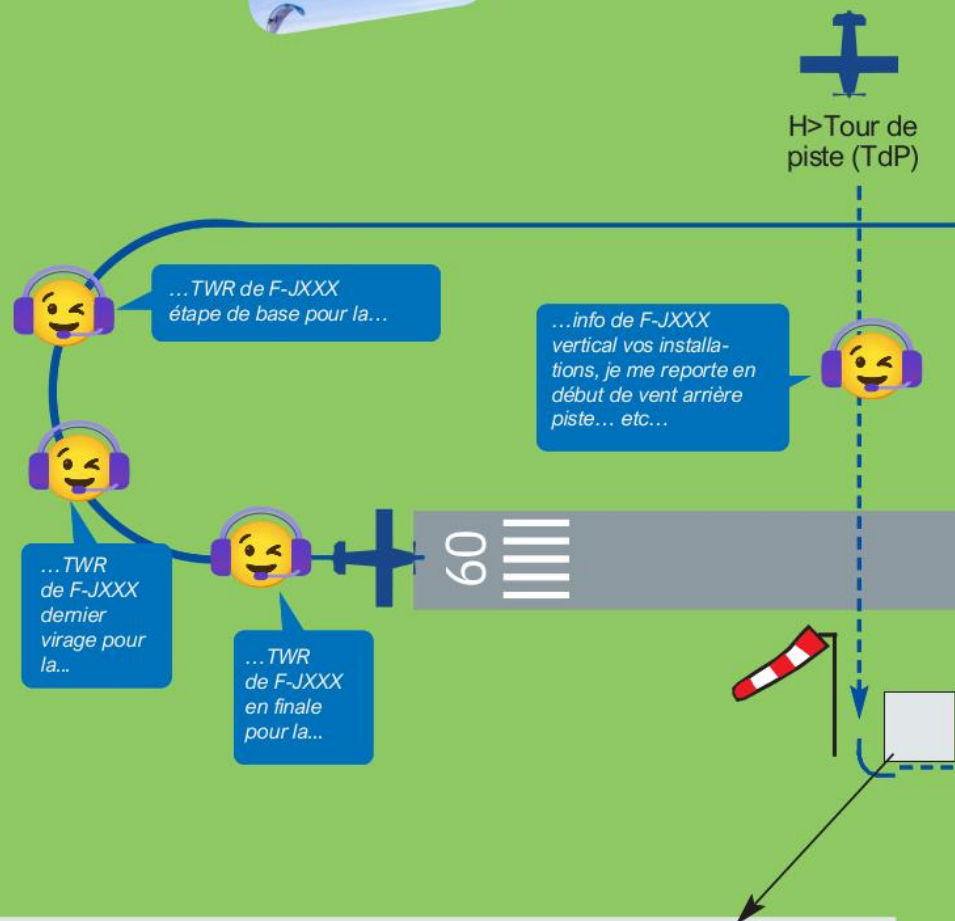 H>Tour de
piste (TdP)
…TWR de F-JXXX
étape de base pour la…
…info de F-JXXX
vertical vos installa-
tions, je me reporte en
début de vent arrière
piste… etc…
09
…TWR
de F-JXXX
dernier
virage pour
la...
…TWR
de F-JXXX
en finale
pour la...